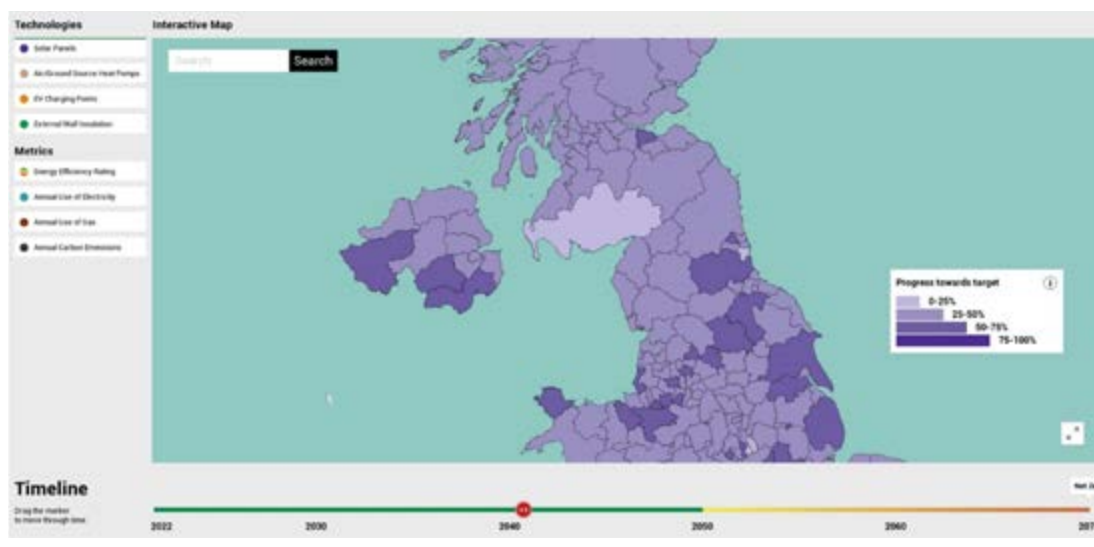 Technologies
Solar Panels
Air/Ground Source Heat Pumps
EV Charging Points
External Wall Insulation
Metrics
Energy Efficiency Rating
Annual Use of Electricity
Annual Use of Gas
Annual Carbon Emissions
Interactive Map
Search
Search
Progress towards target
0-25%
25-50%
50-75%
75-100%
Timeline
Drag the marker
to move through time
Net
2022
2030
2040
2050
2060